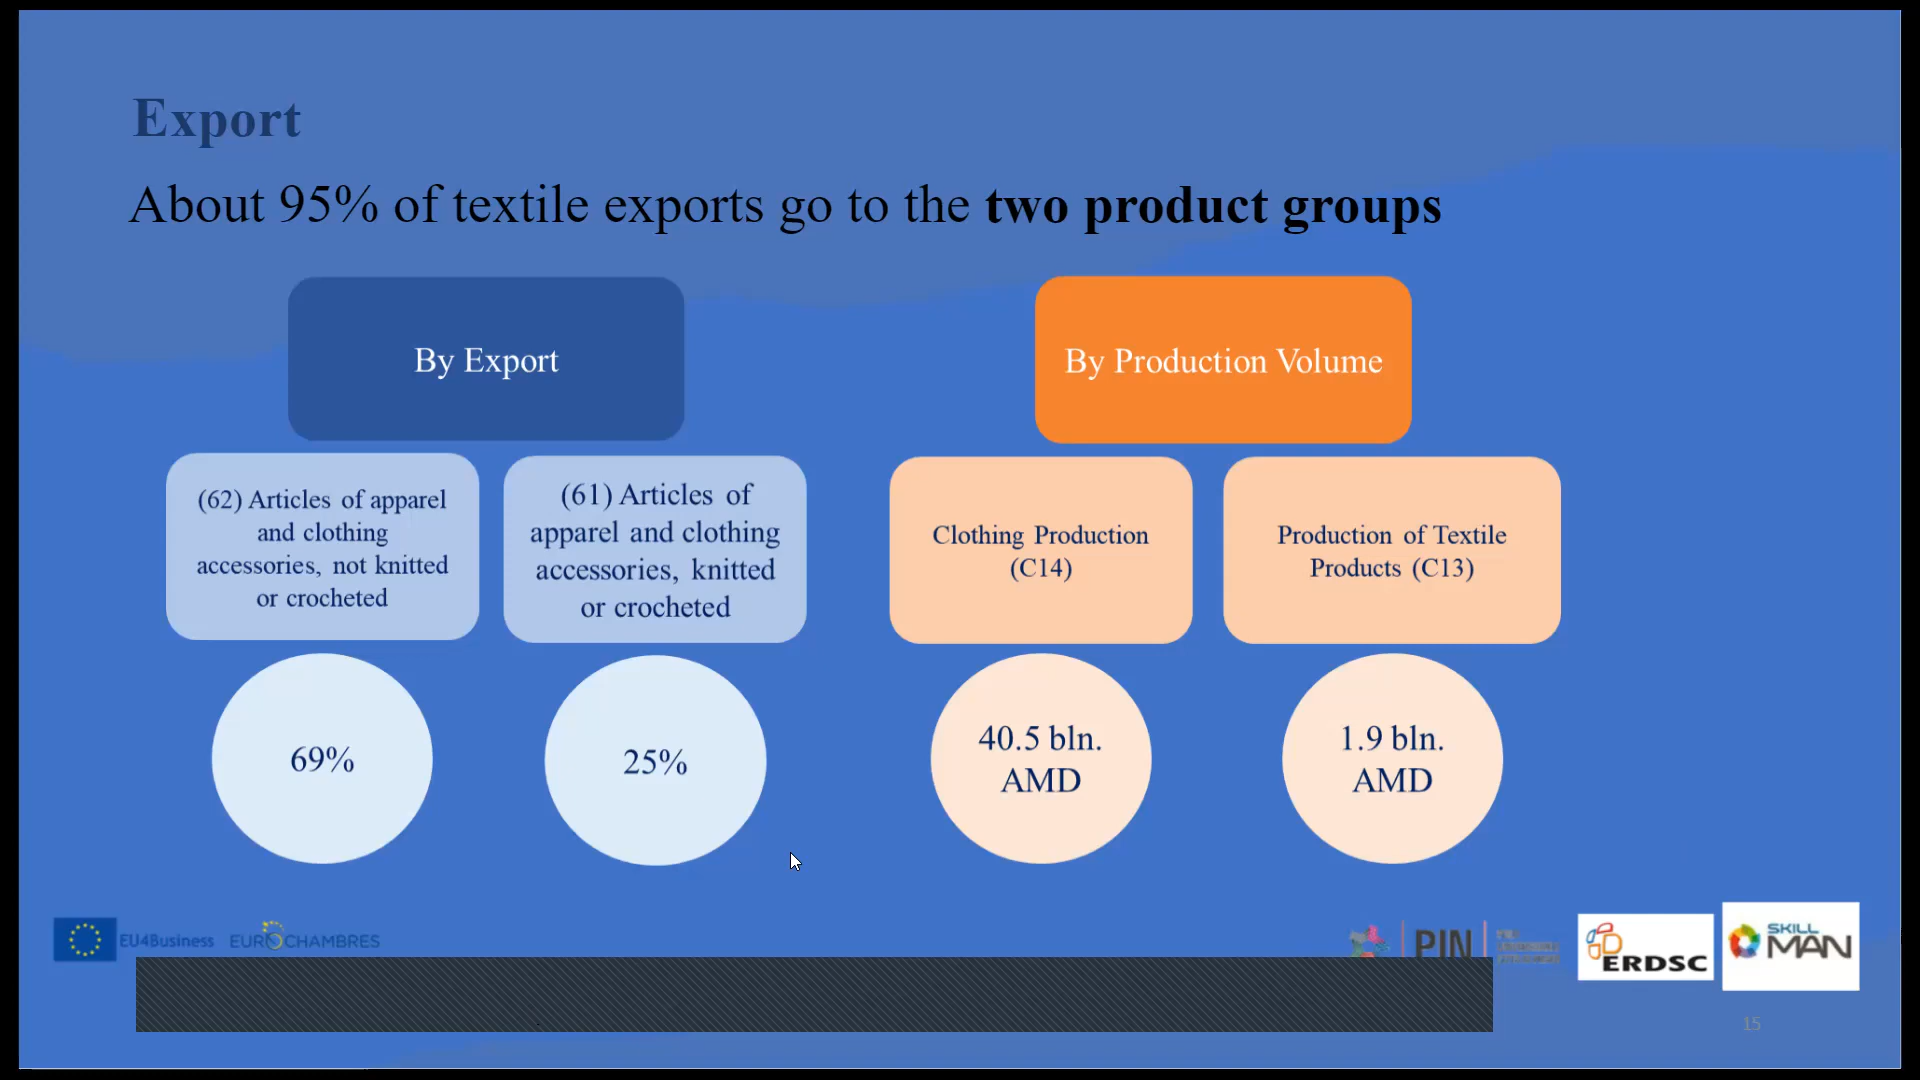 Export
About 95% of textile exports go to the two product groups
By Export
By Production Volume
(62) Articles of apparel
and clothing
accessories, not knitted
or crocheted
(61) Articles of
apparel and clothing
accessories, knitted
or crocheted
Clothing Production
(C14)
Production of Textile
Products (C13)
69%
25%
40.5 bln.
AMD
1.9 bln.
AMD
EU4Business
EUROCHAMBRES
PIN
ERDSC
SKILL
MAN
15